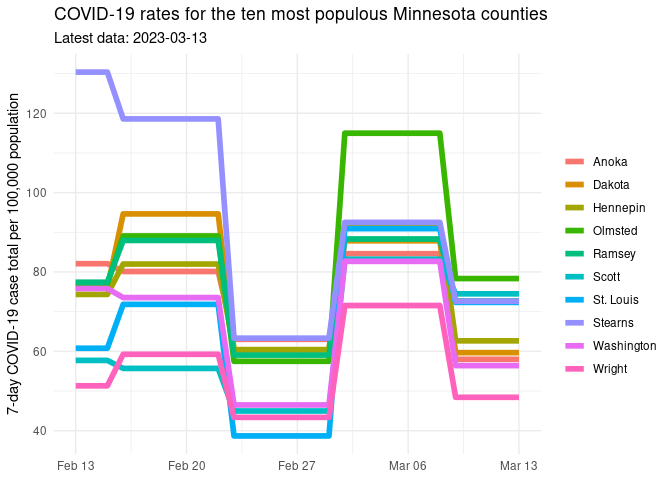 COVID-19 rates for the ten most populous Minnesota counties
Latest data: 2023-03-13
7-day COVID-19 case total per 100,000 population
120
100
80
60
40
Feb 13 Feb 20 Feb 27 Mar 06 Mar 13
Anoka
Dakota
Hennepin
Olmsted
Ramsey
Scott
St. Louis
Stearns
Washington
Wright